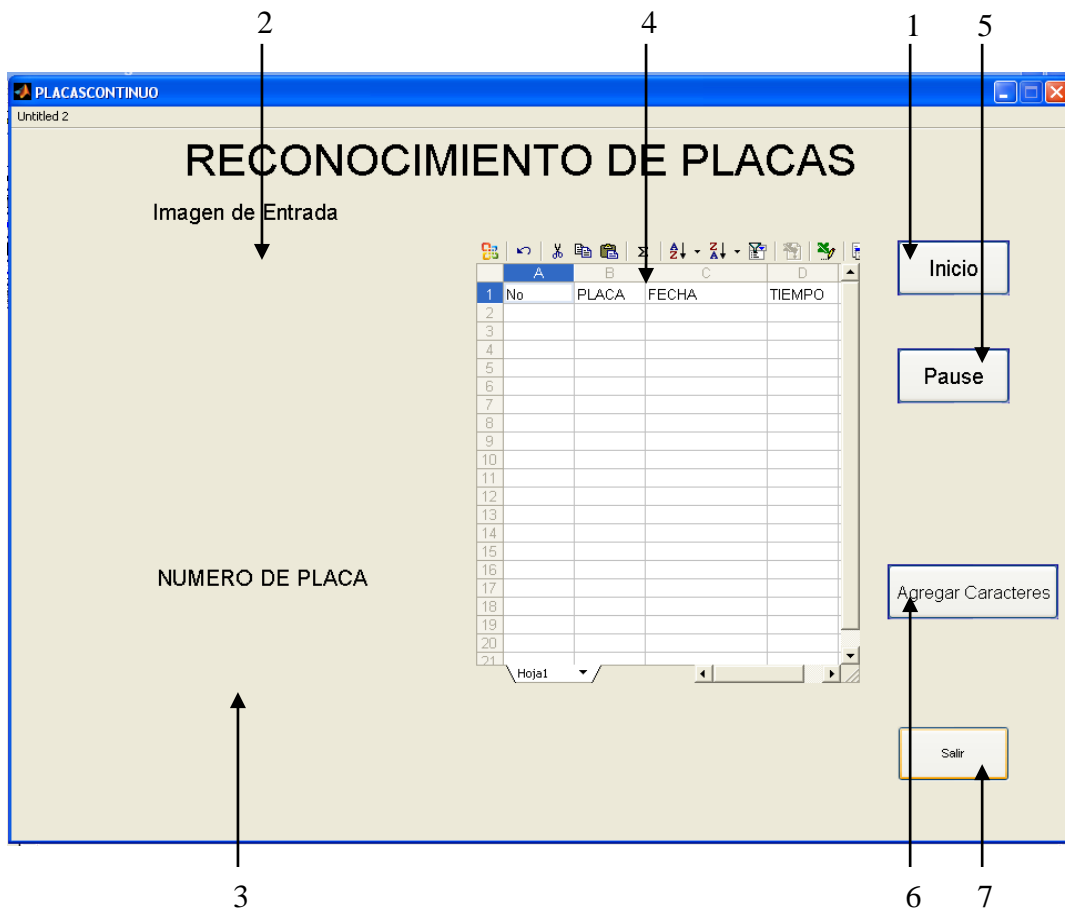 2 4 1 5
PLACASCONTINUO
Untitled 2
RECONOCIMIENTO DE PLACAS
Imagen de Entrada
Σ A Z Z A
Inicio
A B C D
1 No PLACA FECHA TIEMPO
2
3
4
5
Pause
6
7
8
9
10
11
12
13
14
15
16
NUMERO DE PLACA
17
Agregar Caracteres
18
19
20
21
Hoja1
Salir
3 6 7